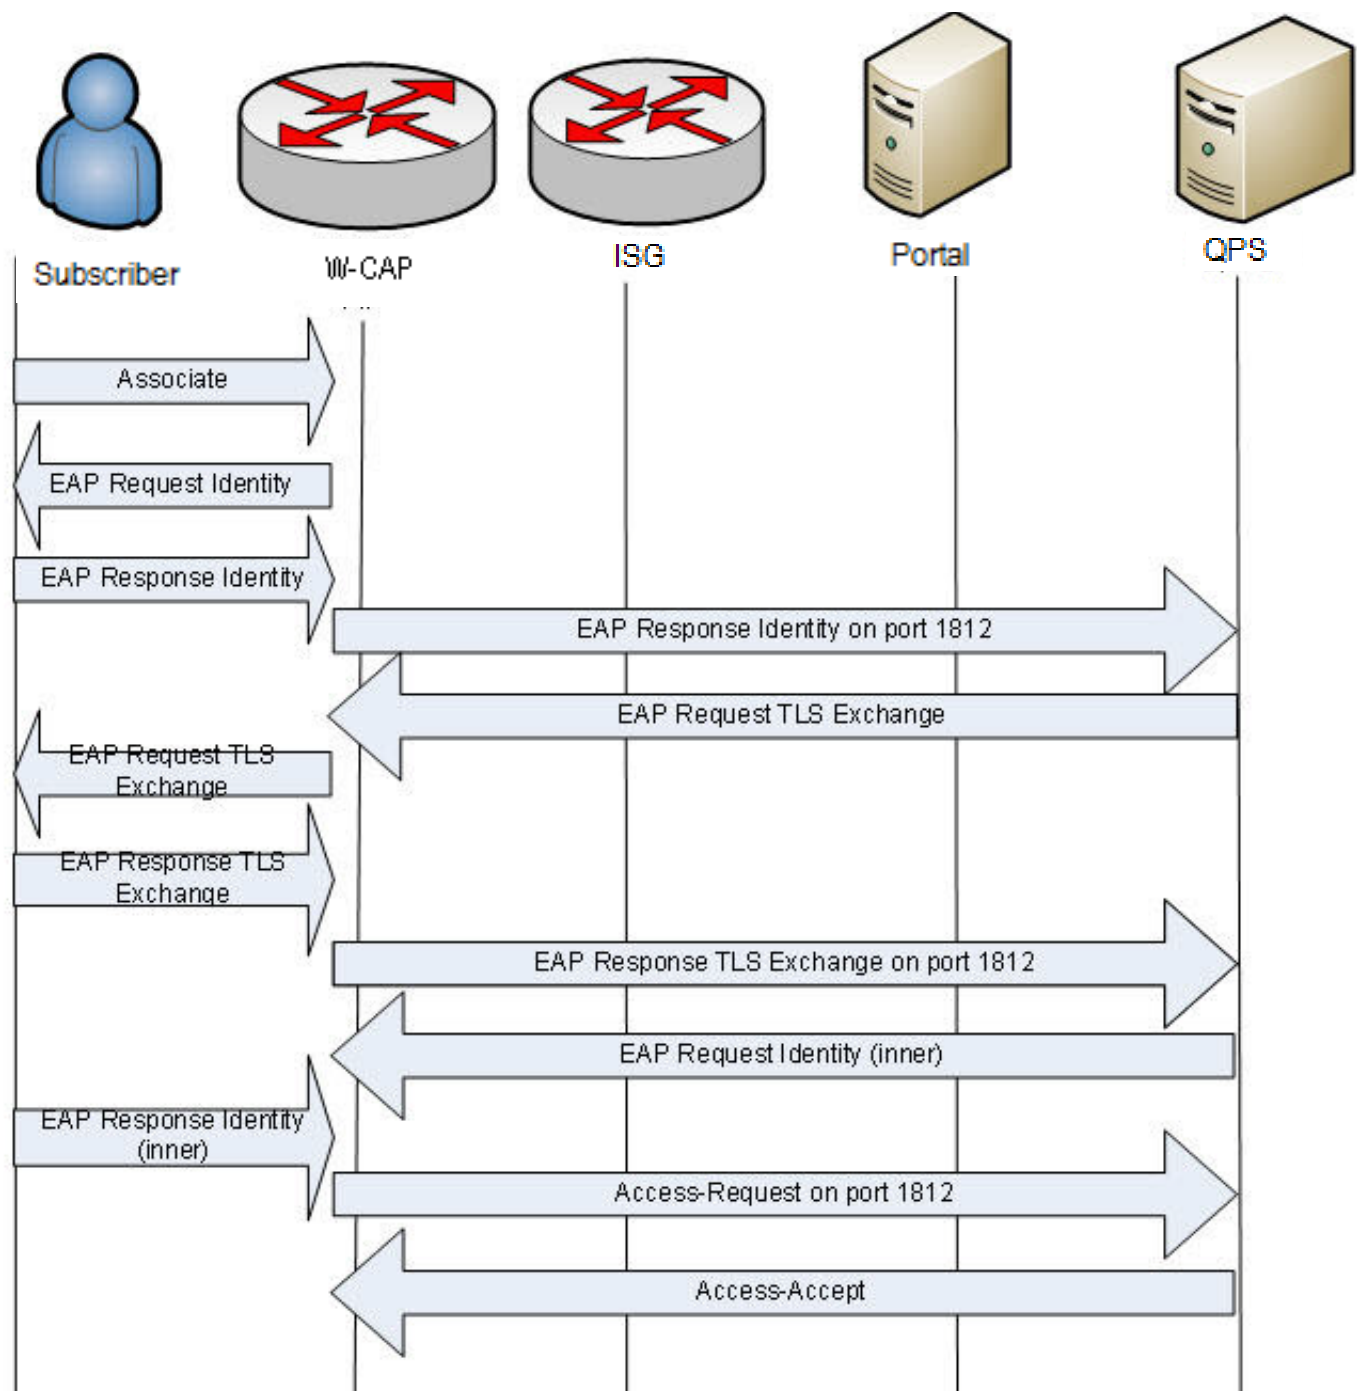 Subscriber
W-CAP
ISG
Portal
QPS
Associate
EAP Request Identity
EAP Response Identity
EAP Response Identity on port 1812
EAP Request TLS Exchange
EAP Request TLS
Exchange
EAP Response TLS
Exchange
EAP Response TLS Exchange on port 1812
EAP Request Identity (inner)
EAP Response Identity
(inner)
Access-Request on port 1812
Access-Accept